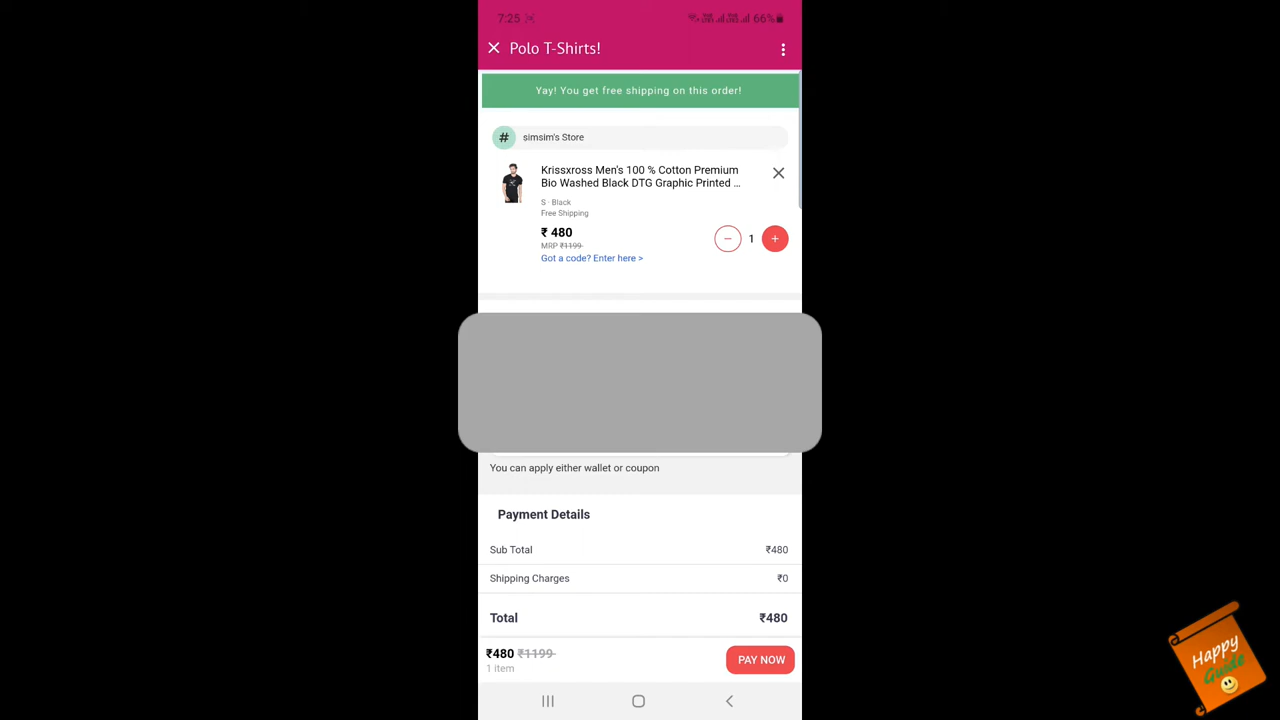 7:25
66%
Polo T-Shirts!
Yay! You get free shipping on this order!
# simsim's Store
Krissxross Men's 100 % Cotton Premium
Bio Washed Black DTG Graphic Printed ...
S · Black
Free Shipping
₹ 480
MRP ₹1199
1
Got a code? Enter here >
You can apply either wallet or coupon
Payment Details
Sub Total ₹480
Shipping Charges ₹0
Total ₹480
₹480 ₹1199
1 item
PAY NOW
Happy
Guide